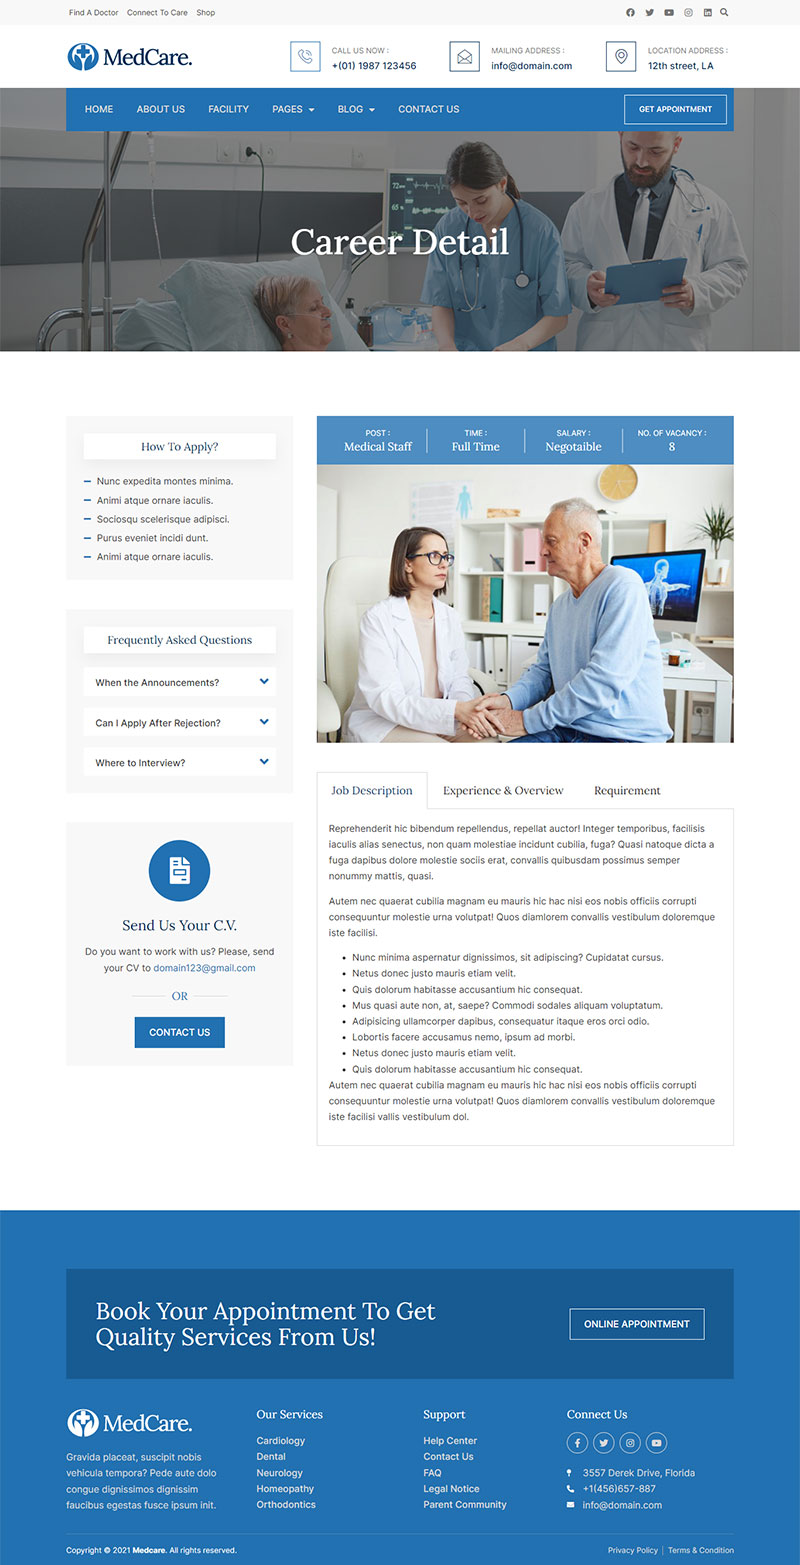 Find A Doctor Connect To Care Shop
MedCare.
CALL US NOW :
+(01) 1987 123456
MAILING ADDRESS :
info@domain.com
LOCATION ADDRESS :
12th street, LA
HOME ABOUT US FACILITY PAGES BLOG CONTACT US GET APPOINTMENT
72
65
Career Detail
How To Apply?
Nunc expedita montes minima.
Animi atque ornare iaculis.
Sociosqu scelerisque adipisci.
Purus eveniet incidi dunt.
Animi atque ornare iaculis.
Frequently Asked Questions
When the Announcements?
Can I Apply After Rejection?
Where to Interview?
Send Us Your C.V.
Do you want to work with us? Please, send
your CV to domain123@gmail.com
OR
CONTACT US
POST :
Medical Staff
TIME :
Full Time
SALARY :
Negotaible
NO. OF VACANCY :
8
Job Description Experience & Overview Requirement
Reprehenderit hic bibendum repellendus, repellat auctor! Integer temporibus, facilisis
iaculis alias senectus, non quam molestiae incidunt cubilia, fuga? Quasi natoque dicta a
fuga dapibus dolore molestie sociis erat, convallis quibusdam possimus semper
nonummy mattis, quasi.
Autem nec quaerat cubilia magnam eu mauris hic hac nisi eos nobis officiis corrupti
consequuntur molestie urna volutpat! Quos diamlorem convallis vestibulum doloremque
iste facilisi.
• Nunc minima aspernatur dignissimos, sit adipiscing? Cupidatat cursus.
• Netus donec justo mauris etiam velit.
• Quis dolorum habitasse accusantium hic consequat.
• Mus quasi aute non, at, saepe? Commodi sodales aliquam voluptatum.
• Adipisicing ullamcorper dapibus, consequatur itaque eros orci odio.
• Lobortis facere accusamus nemo, ipsum ad morbi.
• Netus donec justo mauris etiam velit.
• Quis dolorum habitasse accusantium hic consequat.
Autem nec quaerat cubilia magnam eu mauris hic hac nisi eos nobis officiis corrupti
consequuntur molestie urna volutpat! Quos diamlorem convallis vestibulum doloremque
iste facilisi vallis vestibulum dol.
Book Your Appointment To Get
Quality Services From Us!
ONLINE APPOINTMENT
MedCare.
Gravida placeat, suscipit nobis
vehicula tempora? Pede aute dolo
congue dignissimos dignissim
faucibus egestas fusce ipsum init.
Our Services
Cardiology
Dental
Neurology
Homeopathy
Orthodontics
Support
Help Center
Contact Us
FAQ
Legal Notice
Parent Community
Connect Us
3557 Derek Drive, Florida
+1(456)657-887
info@domain.com
Copyright © 2021 Medcare. All rights reserved.
Privacy Policy | Terms & Condition